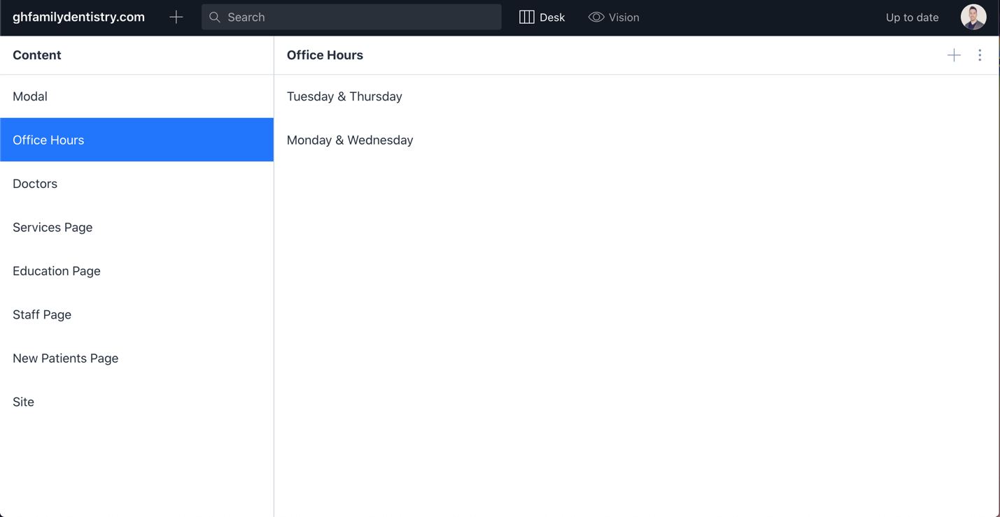 ghfamilydentistry.com
Search
Desk
Vision
Up to date
Content
Modal
Office Hours
Doctors
Services Page
Education Page
Staff Page
New Patients Page
Site
Office Hours
Tuesday & Thursday
Monday & Wednesday